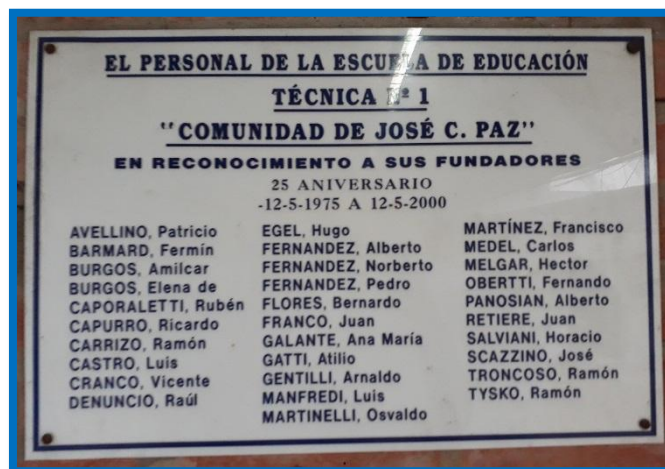 EL PERSONAL DE LA ESCUELA DE EDUCACIÓN
TÉCNICA Nº 1
"COMUNIDAD DE JOSÉ C. PAZ"
EN RECONOCIMIENTO A SUS FUNDADORES
25 ANIVERSARIO
-12-5-1975 A 12-5-2000
AVELLINO, Patricio
BARMARD, Fermín
BURGOS, Amilcar
BURGOS, Elena de
CAPORALETTI, Rubén
CAPURRO, Ricardo
CARRIZO, Ramón
CASTRO, Luis
CRANCO, Vicente
DENUNCIO, Raúl
EGEL, Hugo
FERNANDEZ, Alberto
FERNANDEZ, Norberto
FERNANDEZ, Pedro
FLORES, Bernardo
FRANCO, Juan
GALANTE, Ana María
GATTI, Atilio
GENTILLI, Arnaldo
MANFREDI, Luis
MARTINELLI, Osvaldo
MARTÍNEZ, Francisco
MEDEL, Carlos
MELGAR, Hector
OBERTTI, Fernando
PANOSIAN, Alberto
RETIERE, Juan
SALVIANI, Horacio
SCAZZINO, José
TRONCOSO, Ramón
TYSKO, Ramón